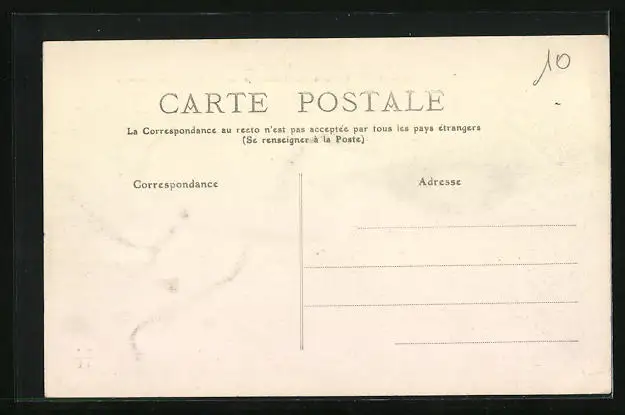 10
CARTE POSTALE
La Correspondance au recto n'est pas acceptée par tous les pays étrangers
(Se renseigner à la Poste)
Correspondance
Adresse